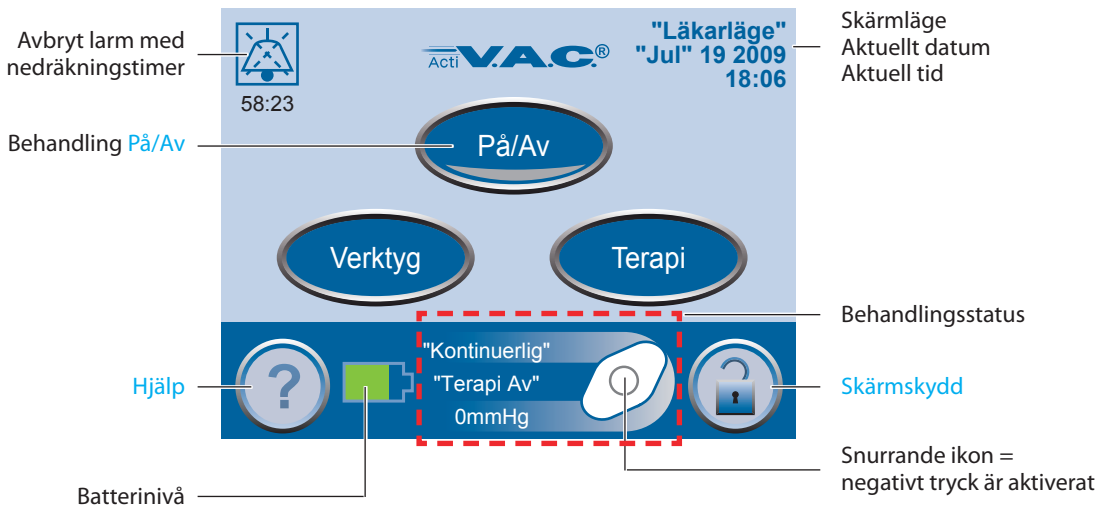 Avbryt larm med
nedräkningstimer
58:23
Acti V.A.C.®
"Läkarläge"
"Jul" 19 2009
18:06
Skärmläge
Aktuellt datum
Aktuell tid
Behandling På/Av
På/Av
Verktyg
Terapi
Behandlingsstatus
Hjälp
?
"Kontinuerlig"
"Terapi Av"
0mmHg
Skärmskydd
Batterinivå
Snurrande ikon =
negativt tryck är aktiverat